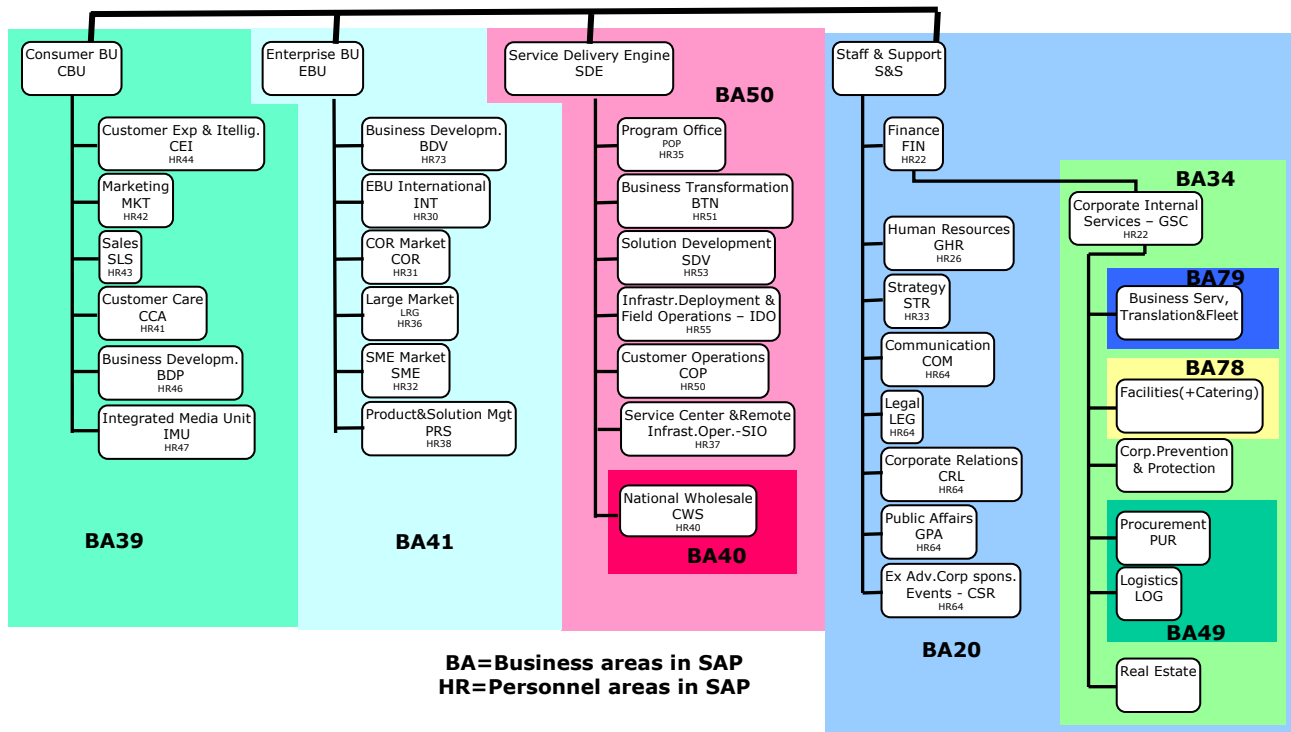 Consumer BU
CBU
Enterprise BU
EBU
Service Delivery Engine
SDE
Staff & Support
S&S
BA50
Customer Exp & Itellig.
CEI
HR44
Marketing
MKT
HR42
Sales
SLS
HR43
Customer Care
CCA
HR41
Business Developm.
BDP
HR46
Integrated Media Unit
IMU
HR47
BA39
Business Developm.
BDV
HR73
EBU International
INT
HR30
COR Market
COR
HR31
Large Market
LRG
HR36
SME Market
SME
HR32
Product&Solution Mgt
PRS
HR38
BA41
Program Office
POP
HR35
Business Transformation
BTN
HR51
Solution Development
SDV
HR53
Infrastr.Deployment &
Field Operations – IDO
HR55
Customer Operations
COP
HR50
Service Center &Remote
Infrast.Oper.-SIO
HR37
National Wholesale
CWS
HR40
BA40
Finance
FIN
HR22
Human Resources
GHR
HR26
Strategy
STR
HR33
Communication
COM
HR64
Legal
LEG
HR64
Corporate Relations
CRL
HR64
Public Affairs
GPA
HR64
Ex Adv.Corp spons.
Events - CSR
HR64
BA20
BA34
Corporate Internal
Services – GSC
HR22
BA79
Business Serv,
Translation&Fleet
BA78
Facilities(+Catering)
Corp.Prevention
& Protection
Procurement
PUR
Logistics
LOG
BA49
Real Estate
BA=Business areas in SAP
HR=Personnel areas in SAP